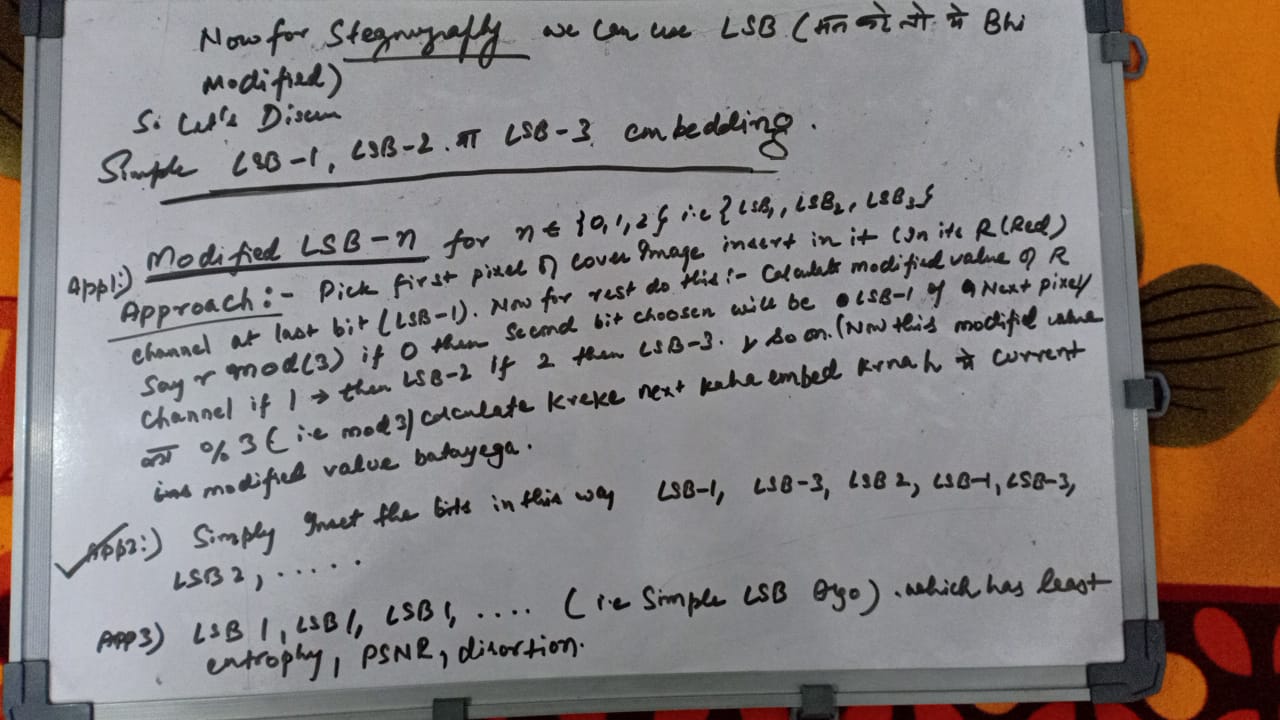 Now for Stegnography we can use LSB ( मन करे तो ये Bhi
Modified)
So Let's Discuss
Simple LSB-1, LSB-2 या LSB-3 embedding.
App1:) Modified LSB-n for n ∈ {0,1,2} i.e {LSB1, LSB2, LSB3}
Approach:- Pick first pixel of cover Image insert in it (in its R (Red)
channel at last bit (LSB-1). Now for rest do this:- Calculate modified value of R
say r mod(3) if 0 then second bit choosen will be LSB-1 of Next pixel
channel if 1 → then LSB-2 if 2 then LSB-3. & so on. (Now this modified value
का % 3 (i.e mod 3) calculate kreke next kaha embed krna h current
modified value batayega.
App2:) Simply Insert the bits in this way LSB-1, LSB-3, LSB 2, LSB-1, LSB-3,
LSB 2, .....
APP3) LSB 1, LSB 1, LSB 1, .... (i.e Simple LSB Algo). which has least
entrophy, PSNR, disortion.